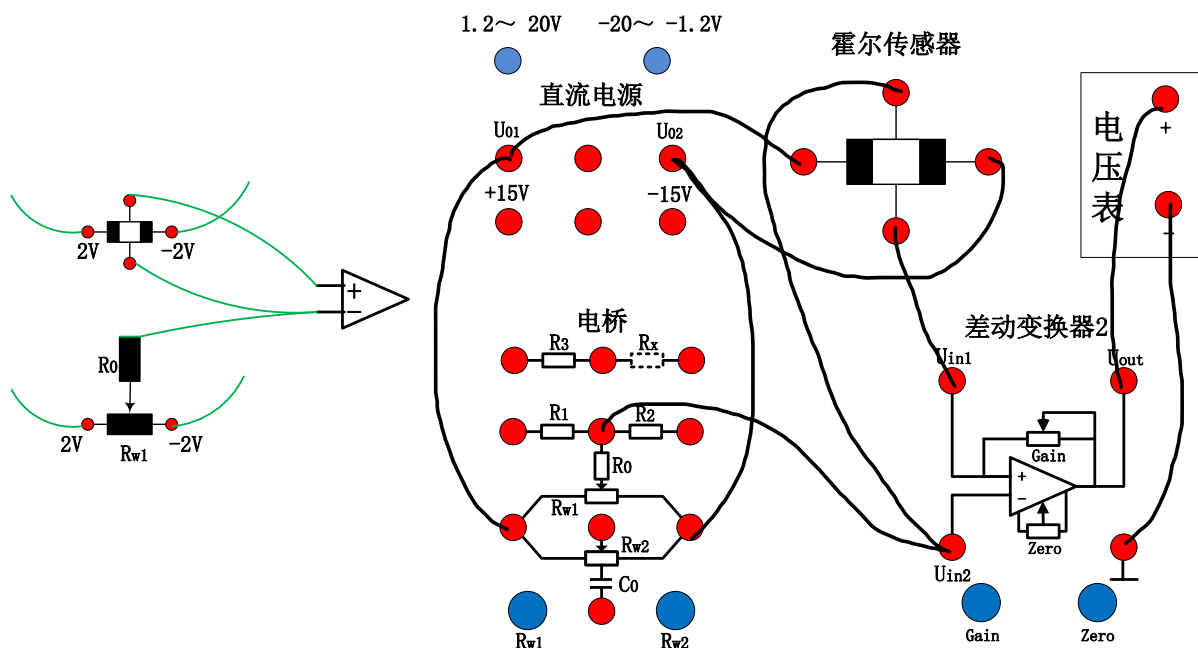 1.2～ 20V
-20～ -1.2V
霍尔传感器
直流电源
U01
U02
+15V
-15V
电压表
+
−
2V
-2V
+
−
R0
2V
-2V
Rw1
电桥
R3
Rx
R1
R2
R0
Rw1
Rw2
C0
Rw1
Rw2
差动变换器2
Uin1
Uout
Gain
+
−
Zero
Uin2
Gain
Zero